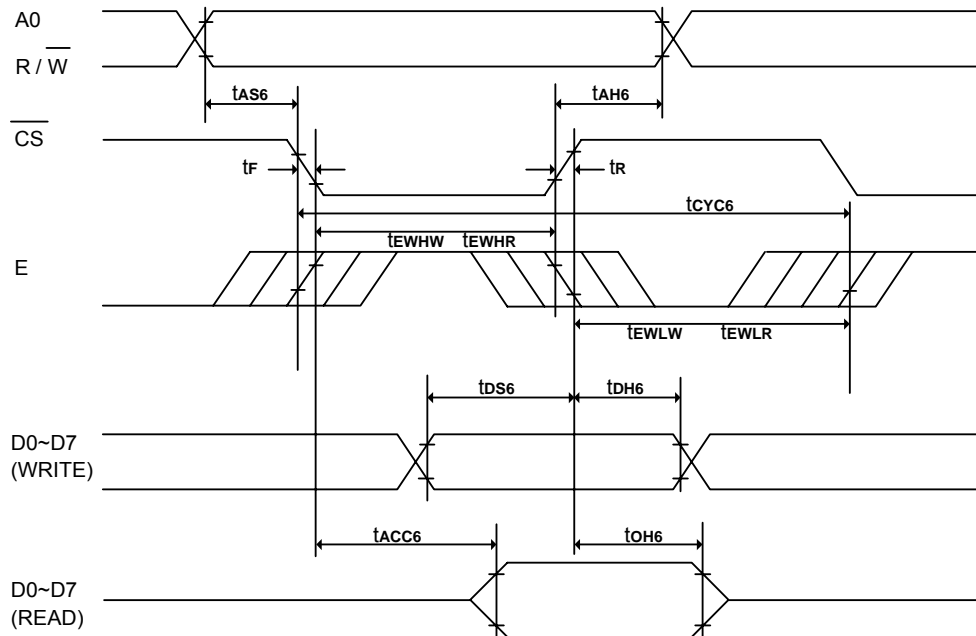 A0
R / W
tAS6 tAH6
CS
tF tR
tCYC6
tEWHW tEWHR
E
tEWLW tEWLR
tDS6 tDH6
D0~D7
(WRITE)
tACC6 tOH6
D0~D7
(READ)